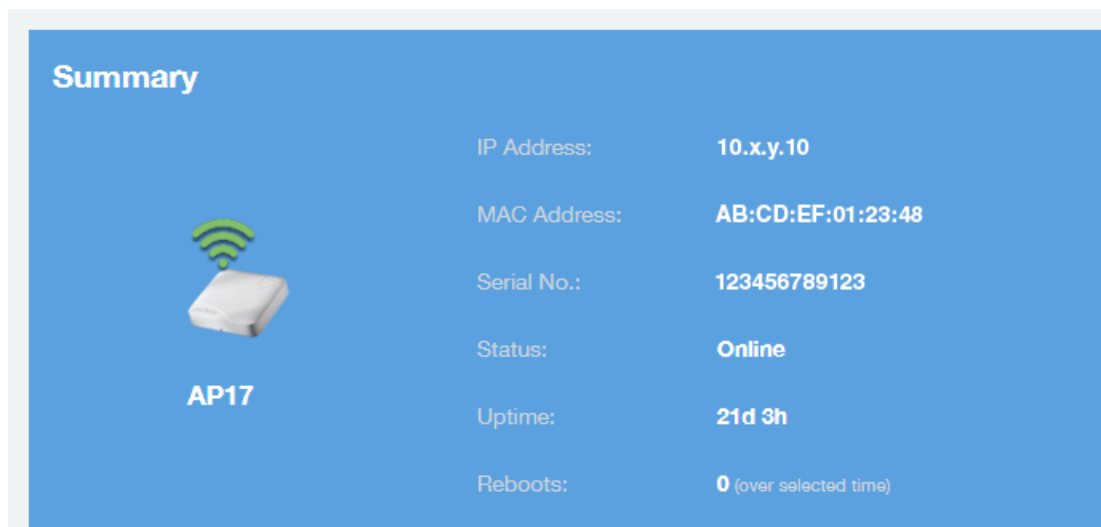 Summary
IP Address: 10.x.y.10
MAC Address: AB:CD:EF:01:23:48
Serial No.: 123456789123
Status: Online
AP17
Uptime: 21d 3h
Reboots: 0 (over selected time)